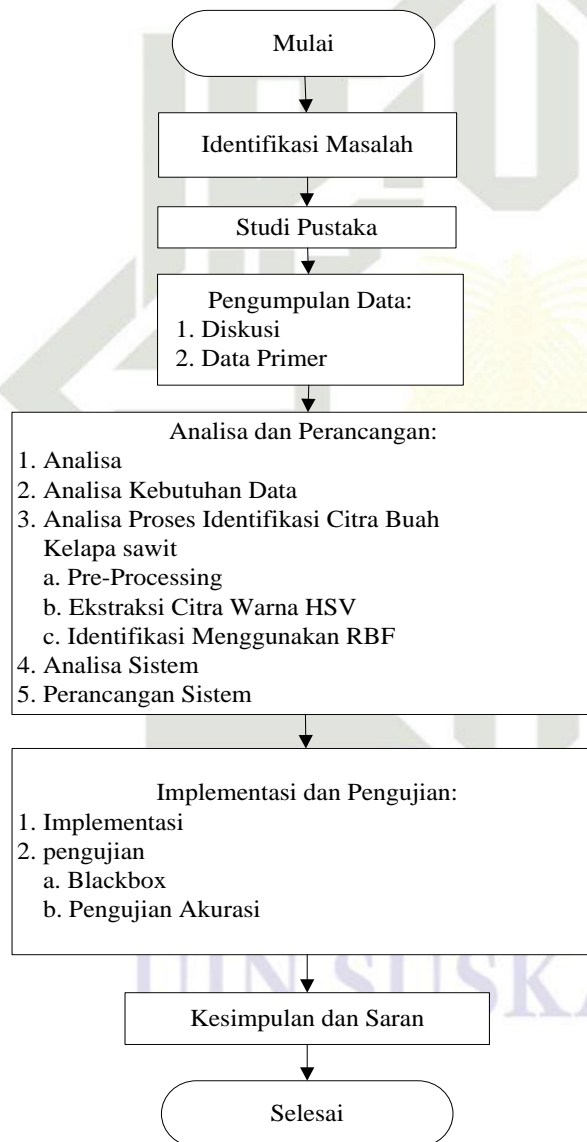 Mulai
Identifikasi Masalah
Studi Pustaka
Pengumpulan Data:
1. Diskusi
2. Data Primer
Analisa dan Perancangan:
1. Analisa
2. Analisa Kebutuhan Data
3. Analisa Proses Identifikasi Citra Buah
Kelapa sawit
a. Pre-Processing
b. Ekstraksi Citra Warna HSV
c. Identifikasi Menggunakan RBF
4. Analisa Sistem
5. Perancangan Sistem
Implementasi dan Pengujian:
1. Implementasi
2. pengujian
a. Blackbox
b. Pengujian Akurasi
UIN SUSKA
Kesimpulan dan Saran
Selesai